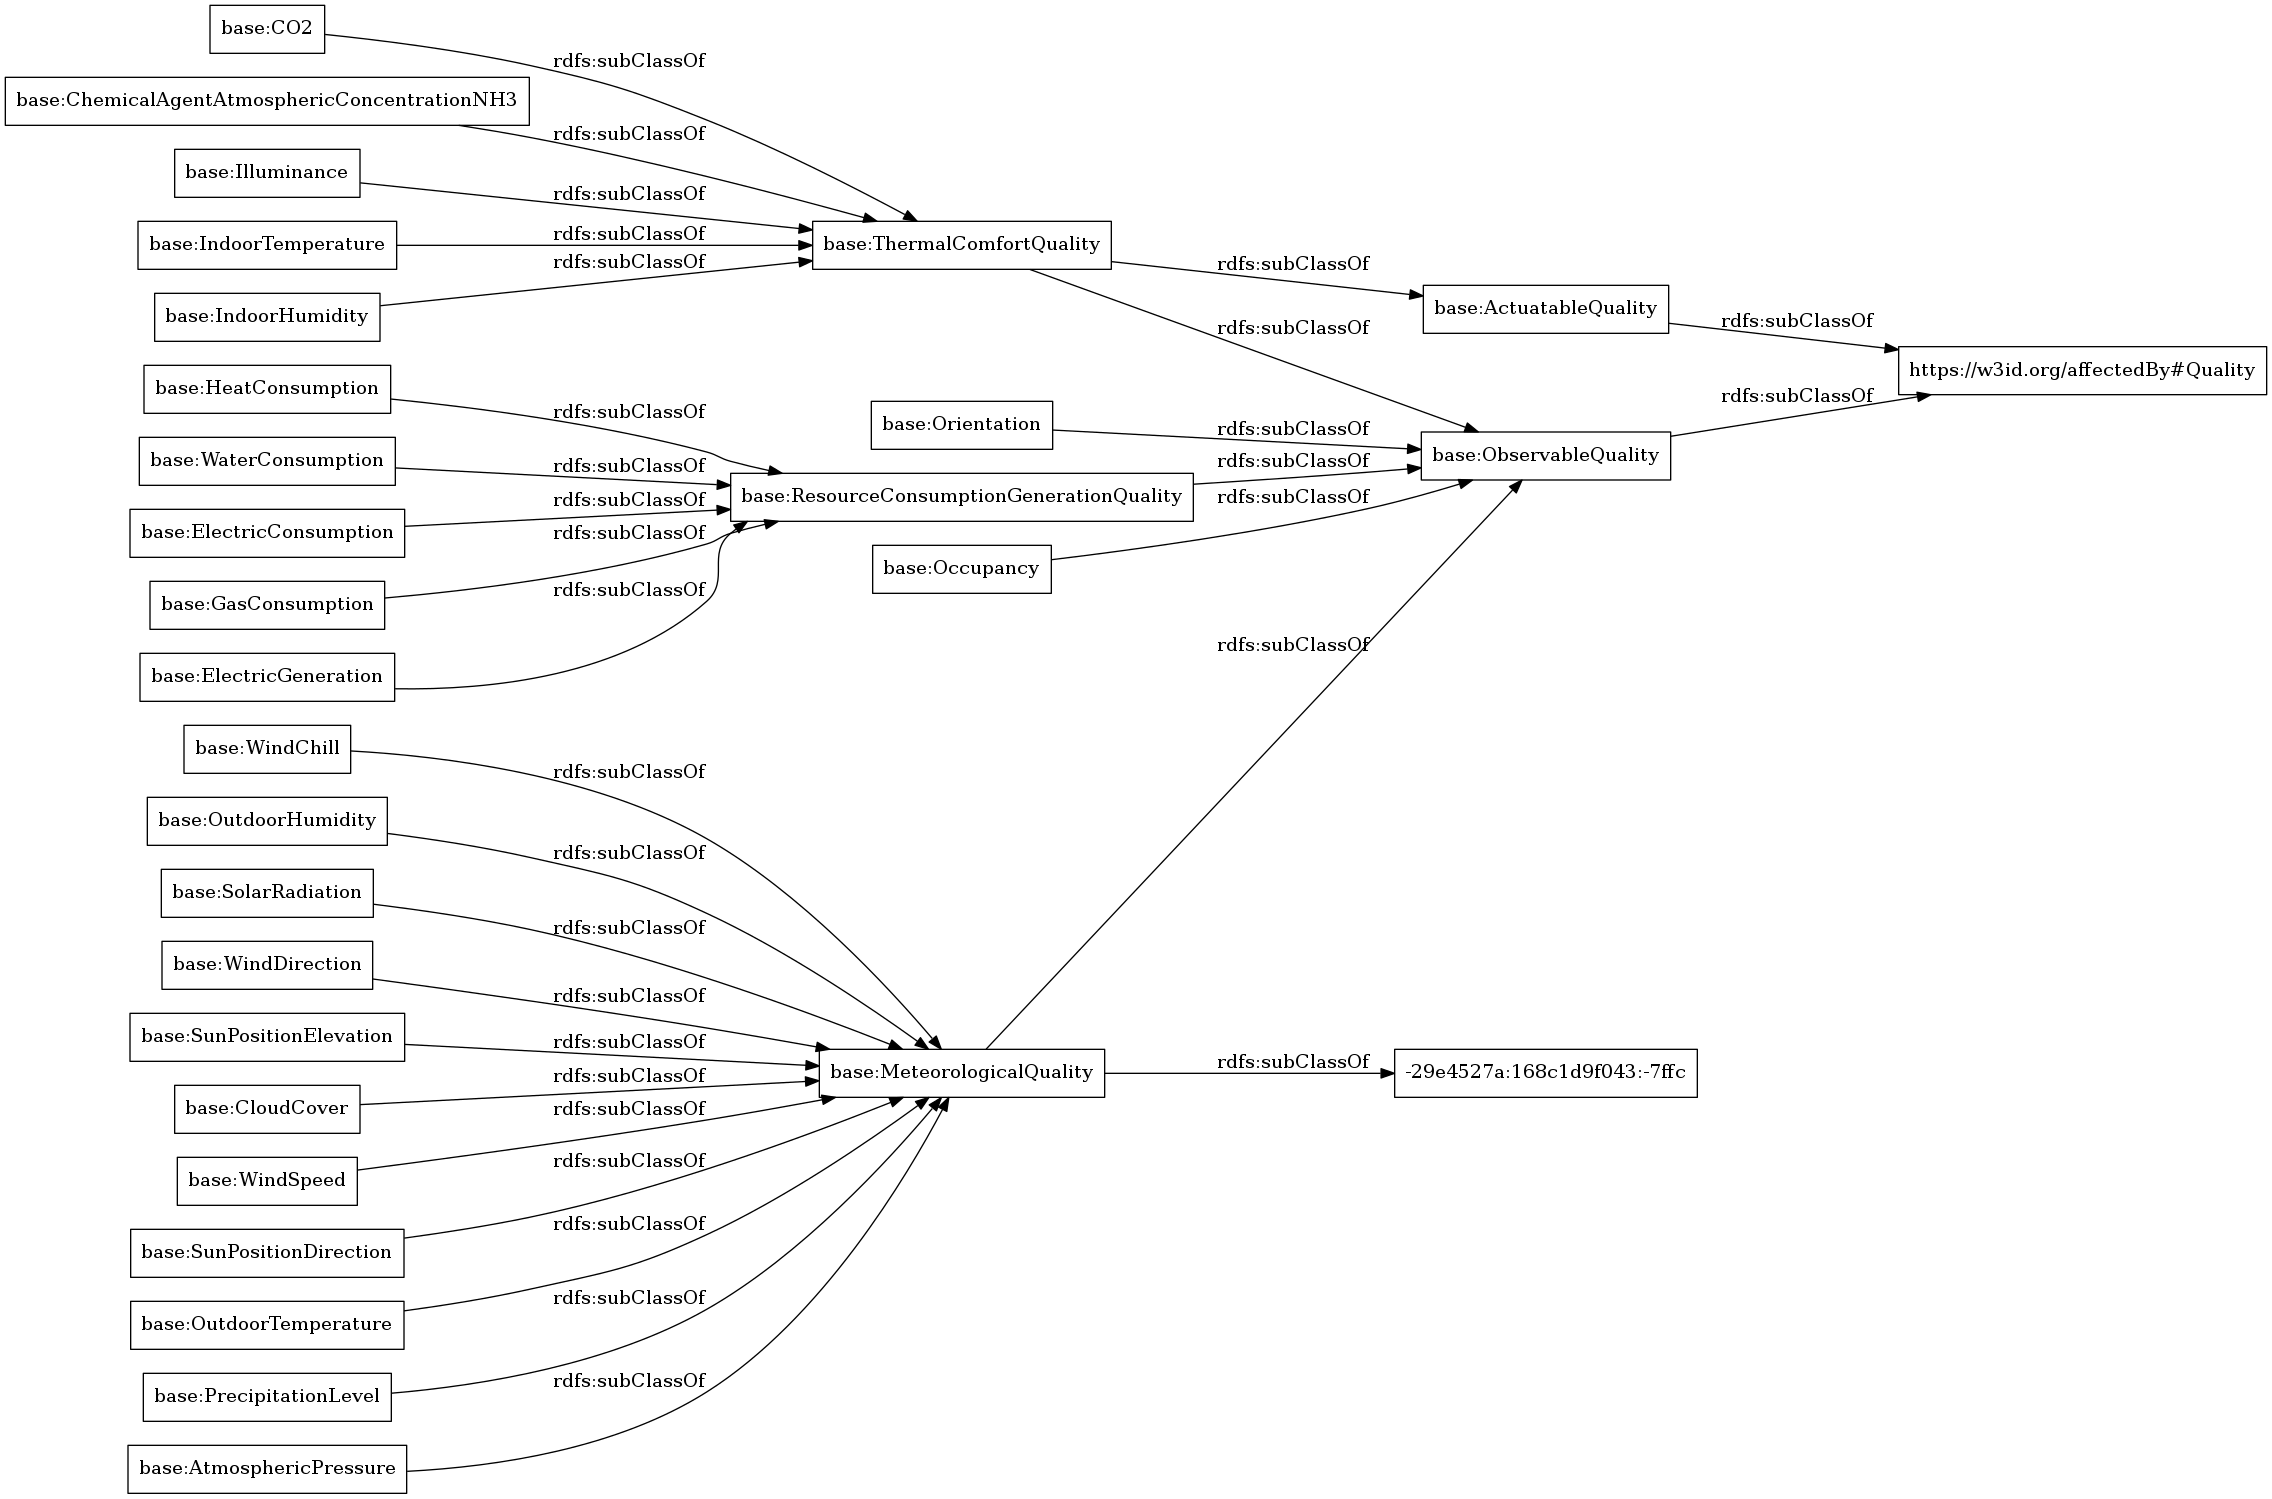 base:CO2
rdfs:subClassOf
base:ChemicalAgentAtmosphericConcentrationNH3
rdfs:subClassOf
base:Illuminance
rdfs:subClassOf
base:IndoorTemperature
rdfs:subClassOf
base:ThermalComfortQuality
rdfs:subClassOf
rdfs:subClassOf
base:IndoorHumidity
base:ActuatableQuality
rdfs:subClassOf
rdfs:subClassOf
https://w3id.org/affectedBy#Quality
base:HeatConsumption
rdfs:subClassOf
rdfs:subClassOf
base:Orientation
rdfs:subClassOf
base:ObservableQuality
base:WaterConsumption
rdfs:subClassOf
rdfs:subClassOf
base:ResourceConsumptionGenerationQuality
rdfs:subClassOf
rdfs:subClassOf
base:ElectricConsumption
rdfs:subClassOf
base:Occupancy
rdfs:subClassOf
base:GasConsumption
rdfs:subClassOf
base:ElectricGeneration
base:WindChill
rdfs:subClassOf
base:OutdoorHumidity
rdfs:subClassOf
base:SolarRadiation
rdfs:subClassOf
base:WindDirection
rdfs:subClassOf
base:SunPositionElevation
rdfs:subClassOf
rdfs:subClassOf
base:MeteorologicalQuality
-29e4527a:168c1d9f043:-7ffc
rdfs:subClassOf
base:CloudCover
rdfs:subClassOf
rdfs:subClassOf
base:WindSpeed
rdfs:subClassOf
base:SunPositionDirection
rdfs:subClassOf
base:OutdoorTemperature
rdfs:subClassOf
base:PrecipitationLevel
base:AtmosphericPressure